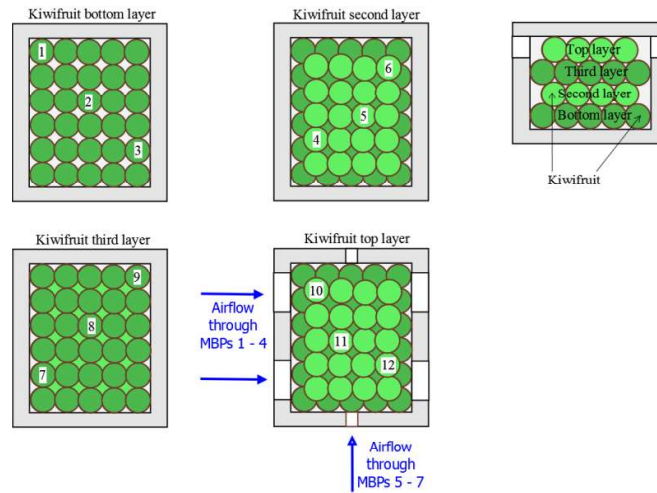 Kiwifruit bottom layer
1
2
3
Kiwifruit second layer
6
5
4
Top layer
Third layer
Second layer
Bottom layer
Kiwifruit
Kiwifruit third layer
9
8
7
Airflow
through
MBPs 1 - 4
Kiwifruit top layer
10
11
12
Airflow
through
MBPs 5 - 7